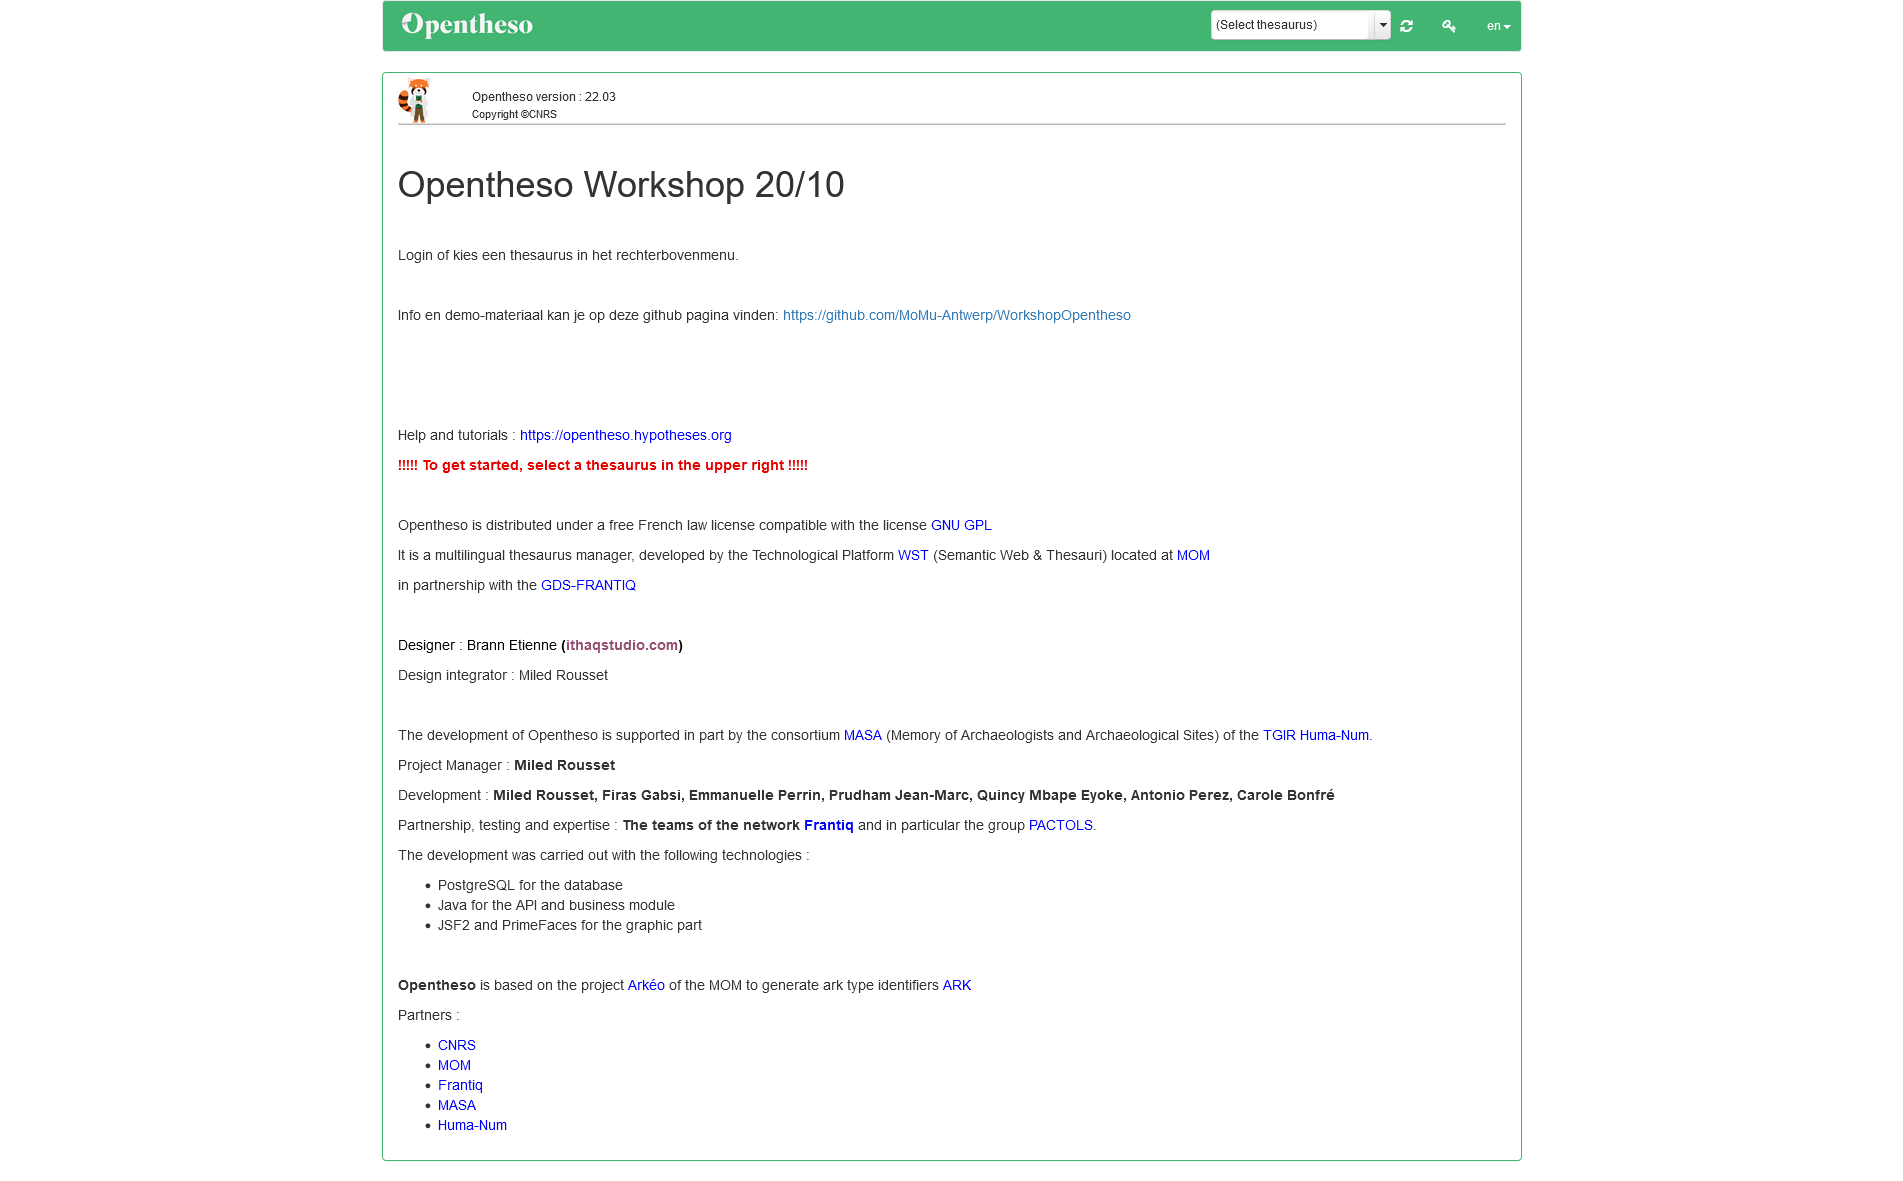 Opentheso
(Select thesaurus)
en
Opentheso version : 22.03
Copyright ©CNRS
Opentheso Workshop 20/10
Login of kies een thesaurus in het rechterbovenmenu.
Info en demo-materiaal kan je op deze github pagina vinden: https://github.com/MoMu-Antwerp/WorkshopOpentheso
Help and tutorials : https://opentheso.hypotheses.org
!!!!! To get started, select a thesaurus in the upper right !!!!!
Opentheso is distributed under a free French law license compatible with the license GNU GPL
It is a multilingual thesaurus manager, developed by the Technological Platform WST (Semantic Web & Thesauri) located at MOM
in partnership with the GDS-FRANTIQ
Designer : Brann Etienne (ithaqstudio.com)
Design integrator : Miled Rousset
The development of Opentheso is supported in part by the consortium MASA (Memory of Archaeologists and Archaeological Sites) of the TGIR Huma-Num.
Project Manager : Miled Rousset
Development : Miled Rousset, Firas Gabsi, Emmanuelle Perrin, Prudham Jean-Marc, Quincy Mbape Eyoke, Antonio Perez, Carole Bonfré
Partnership, testing and expertise : The teams of the network Frantiq and in particular the group PACTOLS.
The development was carried out with the following technologies :
• PostgreSQL for the database
• Java for the API and business module
• JSF2 and PrimeFaces for the graphic part
Opentheso is based on the project Arkéo of the MOM to generate ark type identifiers ARK
Partners :
• CNRS
• MOM
• Frantiq
• MASA
• Huma-Num